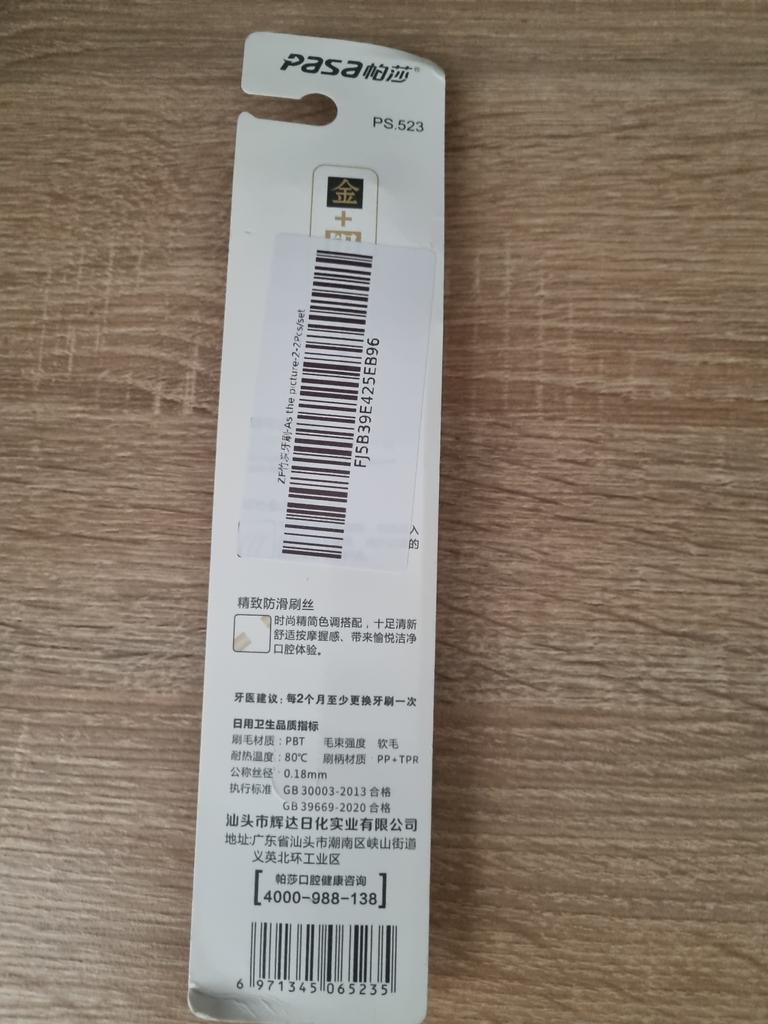 pasa帕莎®
PS.523
金
+
ZF竹炭牙刷-As the picture-2-2Pcs/set
FJ5B39E425EB96
入
的
精致防滑刷丝
时尚精简色调搭配，十足清新
舒适按摩握感、带来愉悦洁净
口腔体验。
牙医建议：每2个月至少更换牙刷一次
日用卫生品质指标
刷毛材质：PBT 毛束强度 软毛
耐热温度：80℃ 刷柄材质 PP+TPR
公称丝径 0.18mm
执行标准 GB 30003-2013 合格
GB 39669-2020 合格
汕头市辉达日化实业有限公司
地址:广东省汕头市潮南区峡山街道
义英北环工业区
帕莎口腔健康咨询
4000-988-138
6 971345 065235